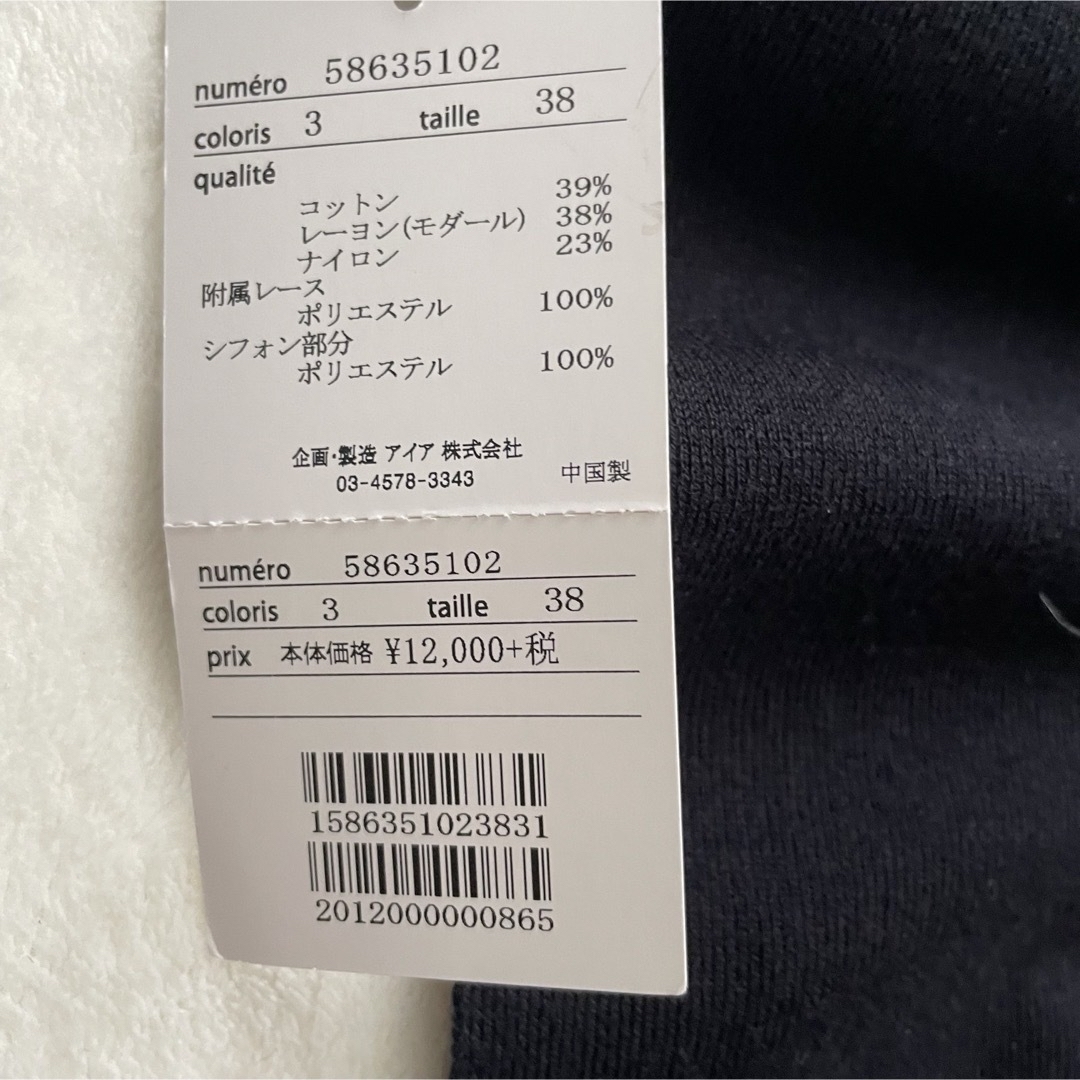 numéro 58635102
coloris 3 taille 38
qualité
コットン 39%
レーヨン(モダール) 38%
ナイロン 23%
附属レース
ポリエステル 100%
シフォン部分
ポリエステル 100%
企画・製造 アイア 株式会社
03-4578-3343 中国製
numéro 58635102
coloris 3 taille 38
prix 本体価格 ¥12,000+税
1586351023831
2012000000865